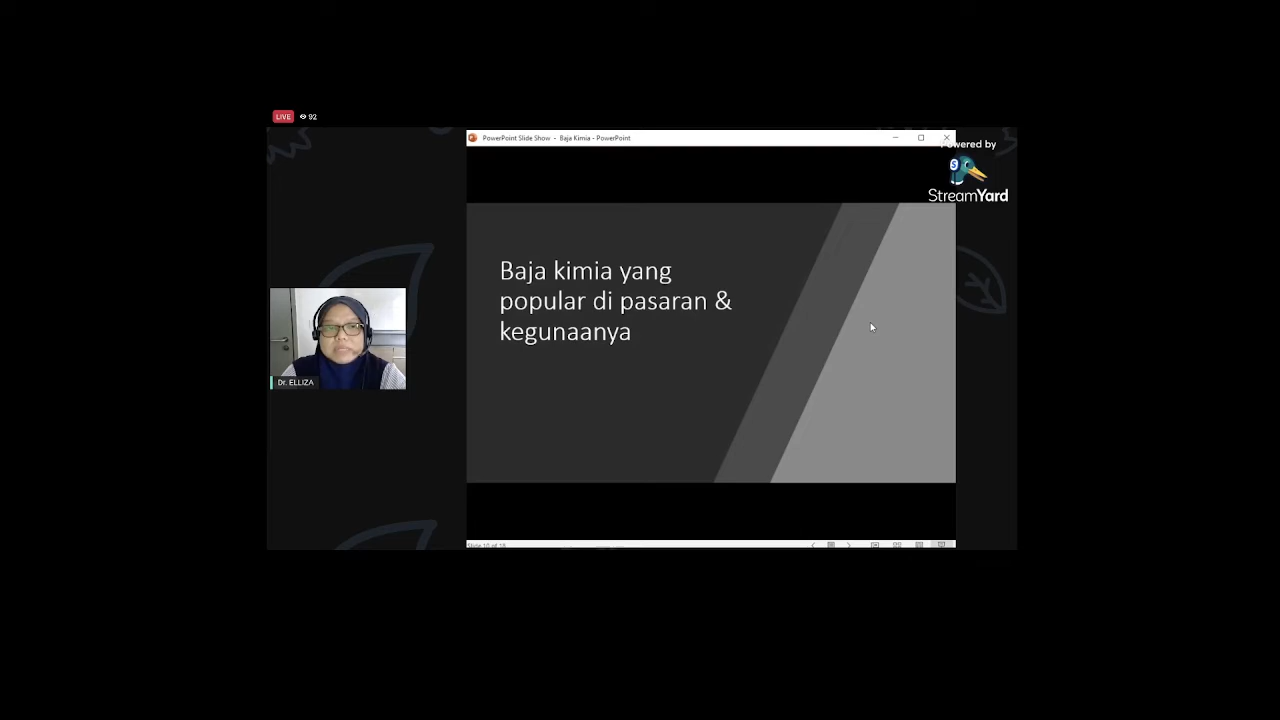 LIVE 92
PowerPoint Slide Show - Baja Kimia - PowerPoint
Powered by
StreamYard
Baja kimia yang
popular di pasaran &
kegunaanya
Dr. ELLIZA